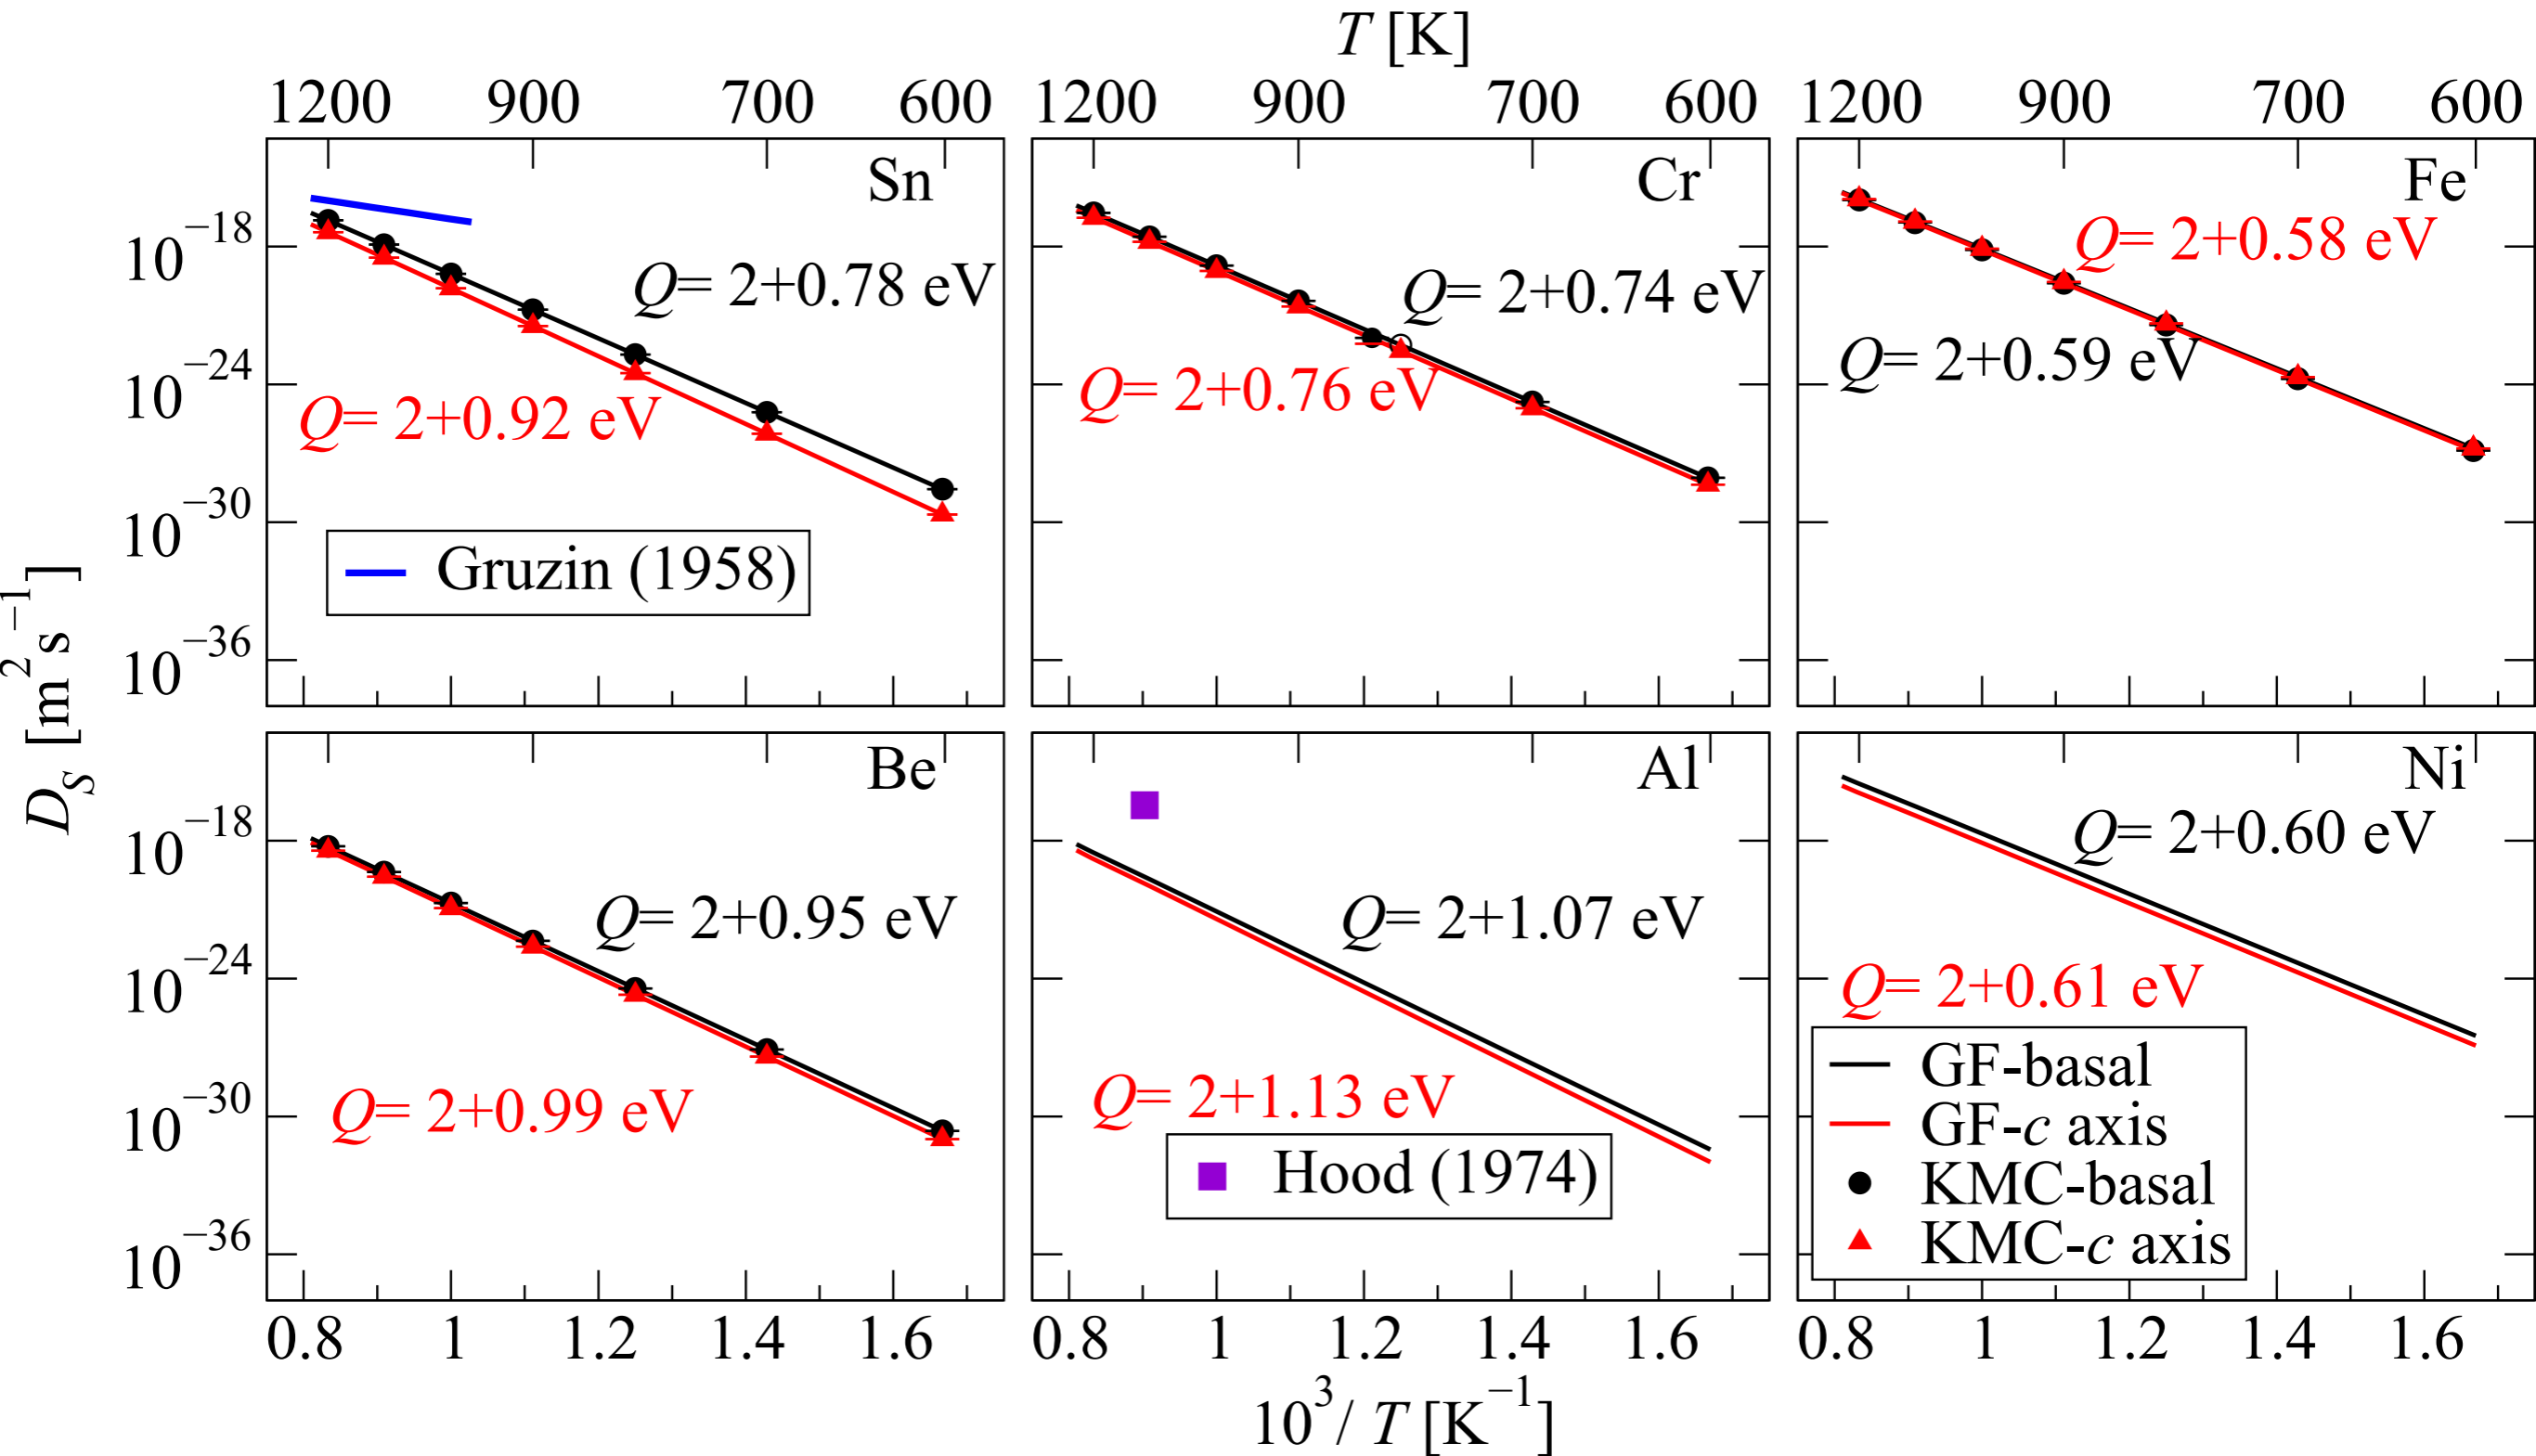 T [K]
1200 900 700 600 1200 900 700 600 1200 900 700 600
Sn
Cr
Fe
10⁻¹⁸
10⁻²⁴
10⁻³⁰
10⁻³⁶
Q= 2+0.78 eV
Q= 2+0.92 eV
Gruzin (1958)
Q= 2+0.74 eV
Q= 2+0.76 eV
Q= 2+0.58 eV
Q= 2+0.59 eV
D_S [m² s⁻¹]
Be
Al
Ni
10⁻¹⁸
10⁻²⁴
10⁻³⁰
10⁻³⁶
Q= 2+0.95 eV
Q= 2+0.99 eV
Q= 2+1.07 eV
Q= 2+1.13 eV
Hood (1974)
Q= 2+0.60 eV
Q= 2+0.61 eV
GF-basal
GF-c axis
KMC-basal
KMC-c axis
0.8 1 1.2 1.4 1.6 0.8 1 1.2 1.4 1.6 0.8 1 1.2 1.4 1.6
10³/ T [K⁻¹]